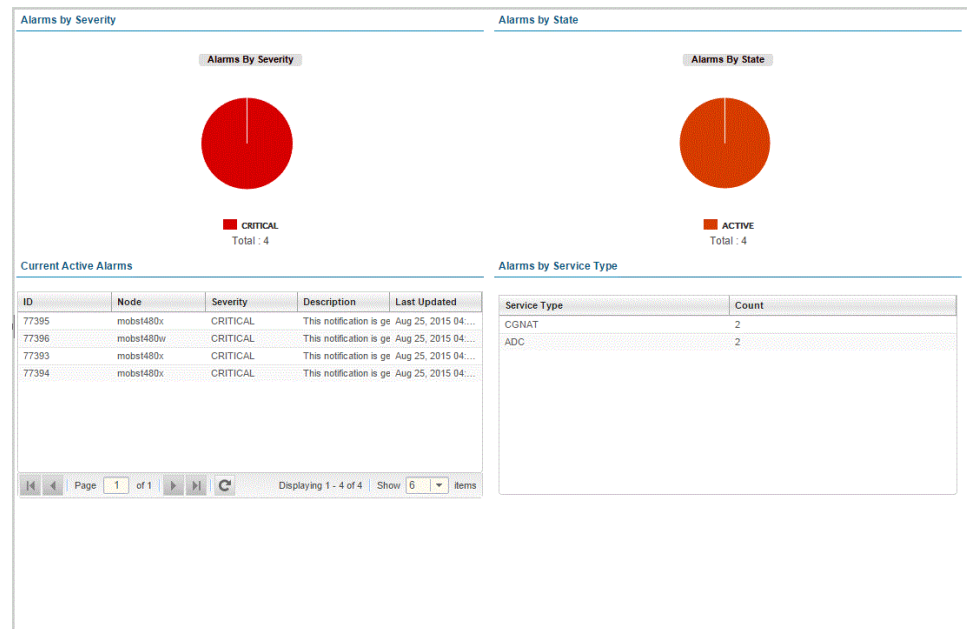 Alarms by Severity
Alarms By Severity
CRITICAL
Total : 4
Alarms by State
Alarms By State
ACTIVE
Total : 4
Current Active Alarms
ID Node Severity Description Last Updated
77395 mobst480x CRITICAL This notification is ge Aug 25, 2015 04:...
77396 mobst480w CRITICAL This notification is ge Aug 25, 2015 04:...
77393 mobst480x CRITICAL This notification is ge Aug 25, 2015 04:...
77394 mobst480x CRITICAL This notification is ge Aug 25, 2015 04:...
Page 1 of 1 Displaying 1 - 4 of 4 Show 6 items
Alarms by Service Type
Service Type Count
CGNAT 2
ADC 2